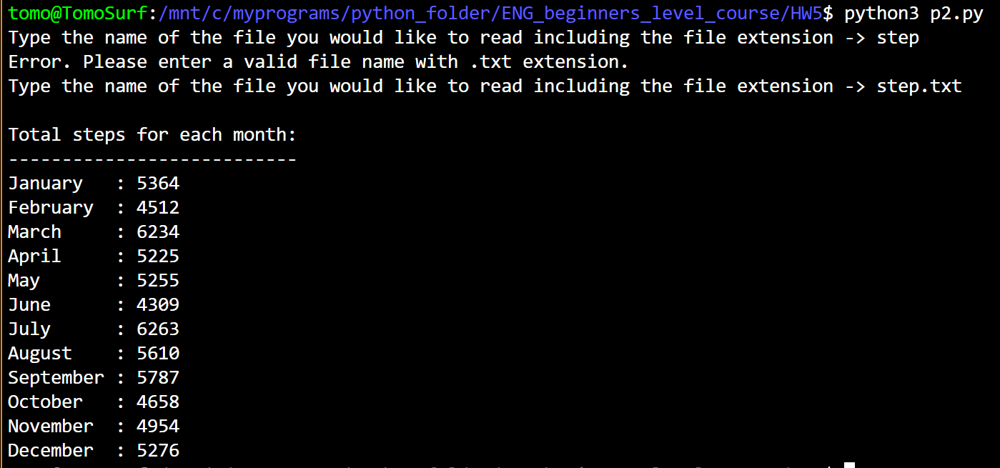 tomo@TomoSurf:/mnt/c/myprograms/python_folder/ENG_beginners_level_course/HW5$ python3 p2.py
Type the name of the file you would like to read including the file extension -> step
Error. Please enter a valid file name with .txt extension.
Type the name of the file you would like to read including the file extension -> step.txt
Total steps for each month:
---------------------------
January   : 5364
February  : 4512
March     : 6234
April     : 5225
May       : 5255
June      : 4309
July      : 6263
August    : 5610
September : 5787
October   : 4658
November  : 4954
December  : 5276